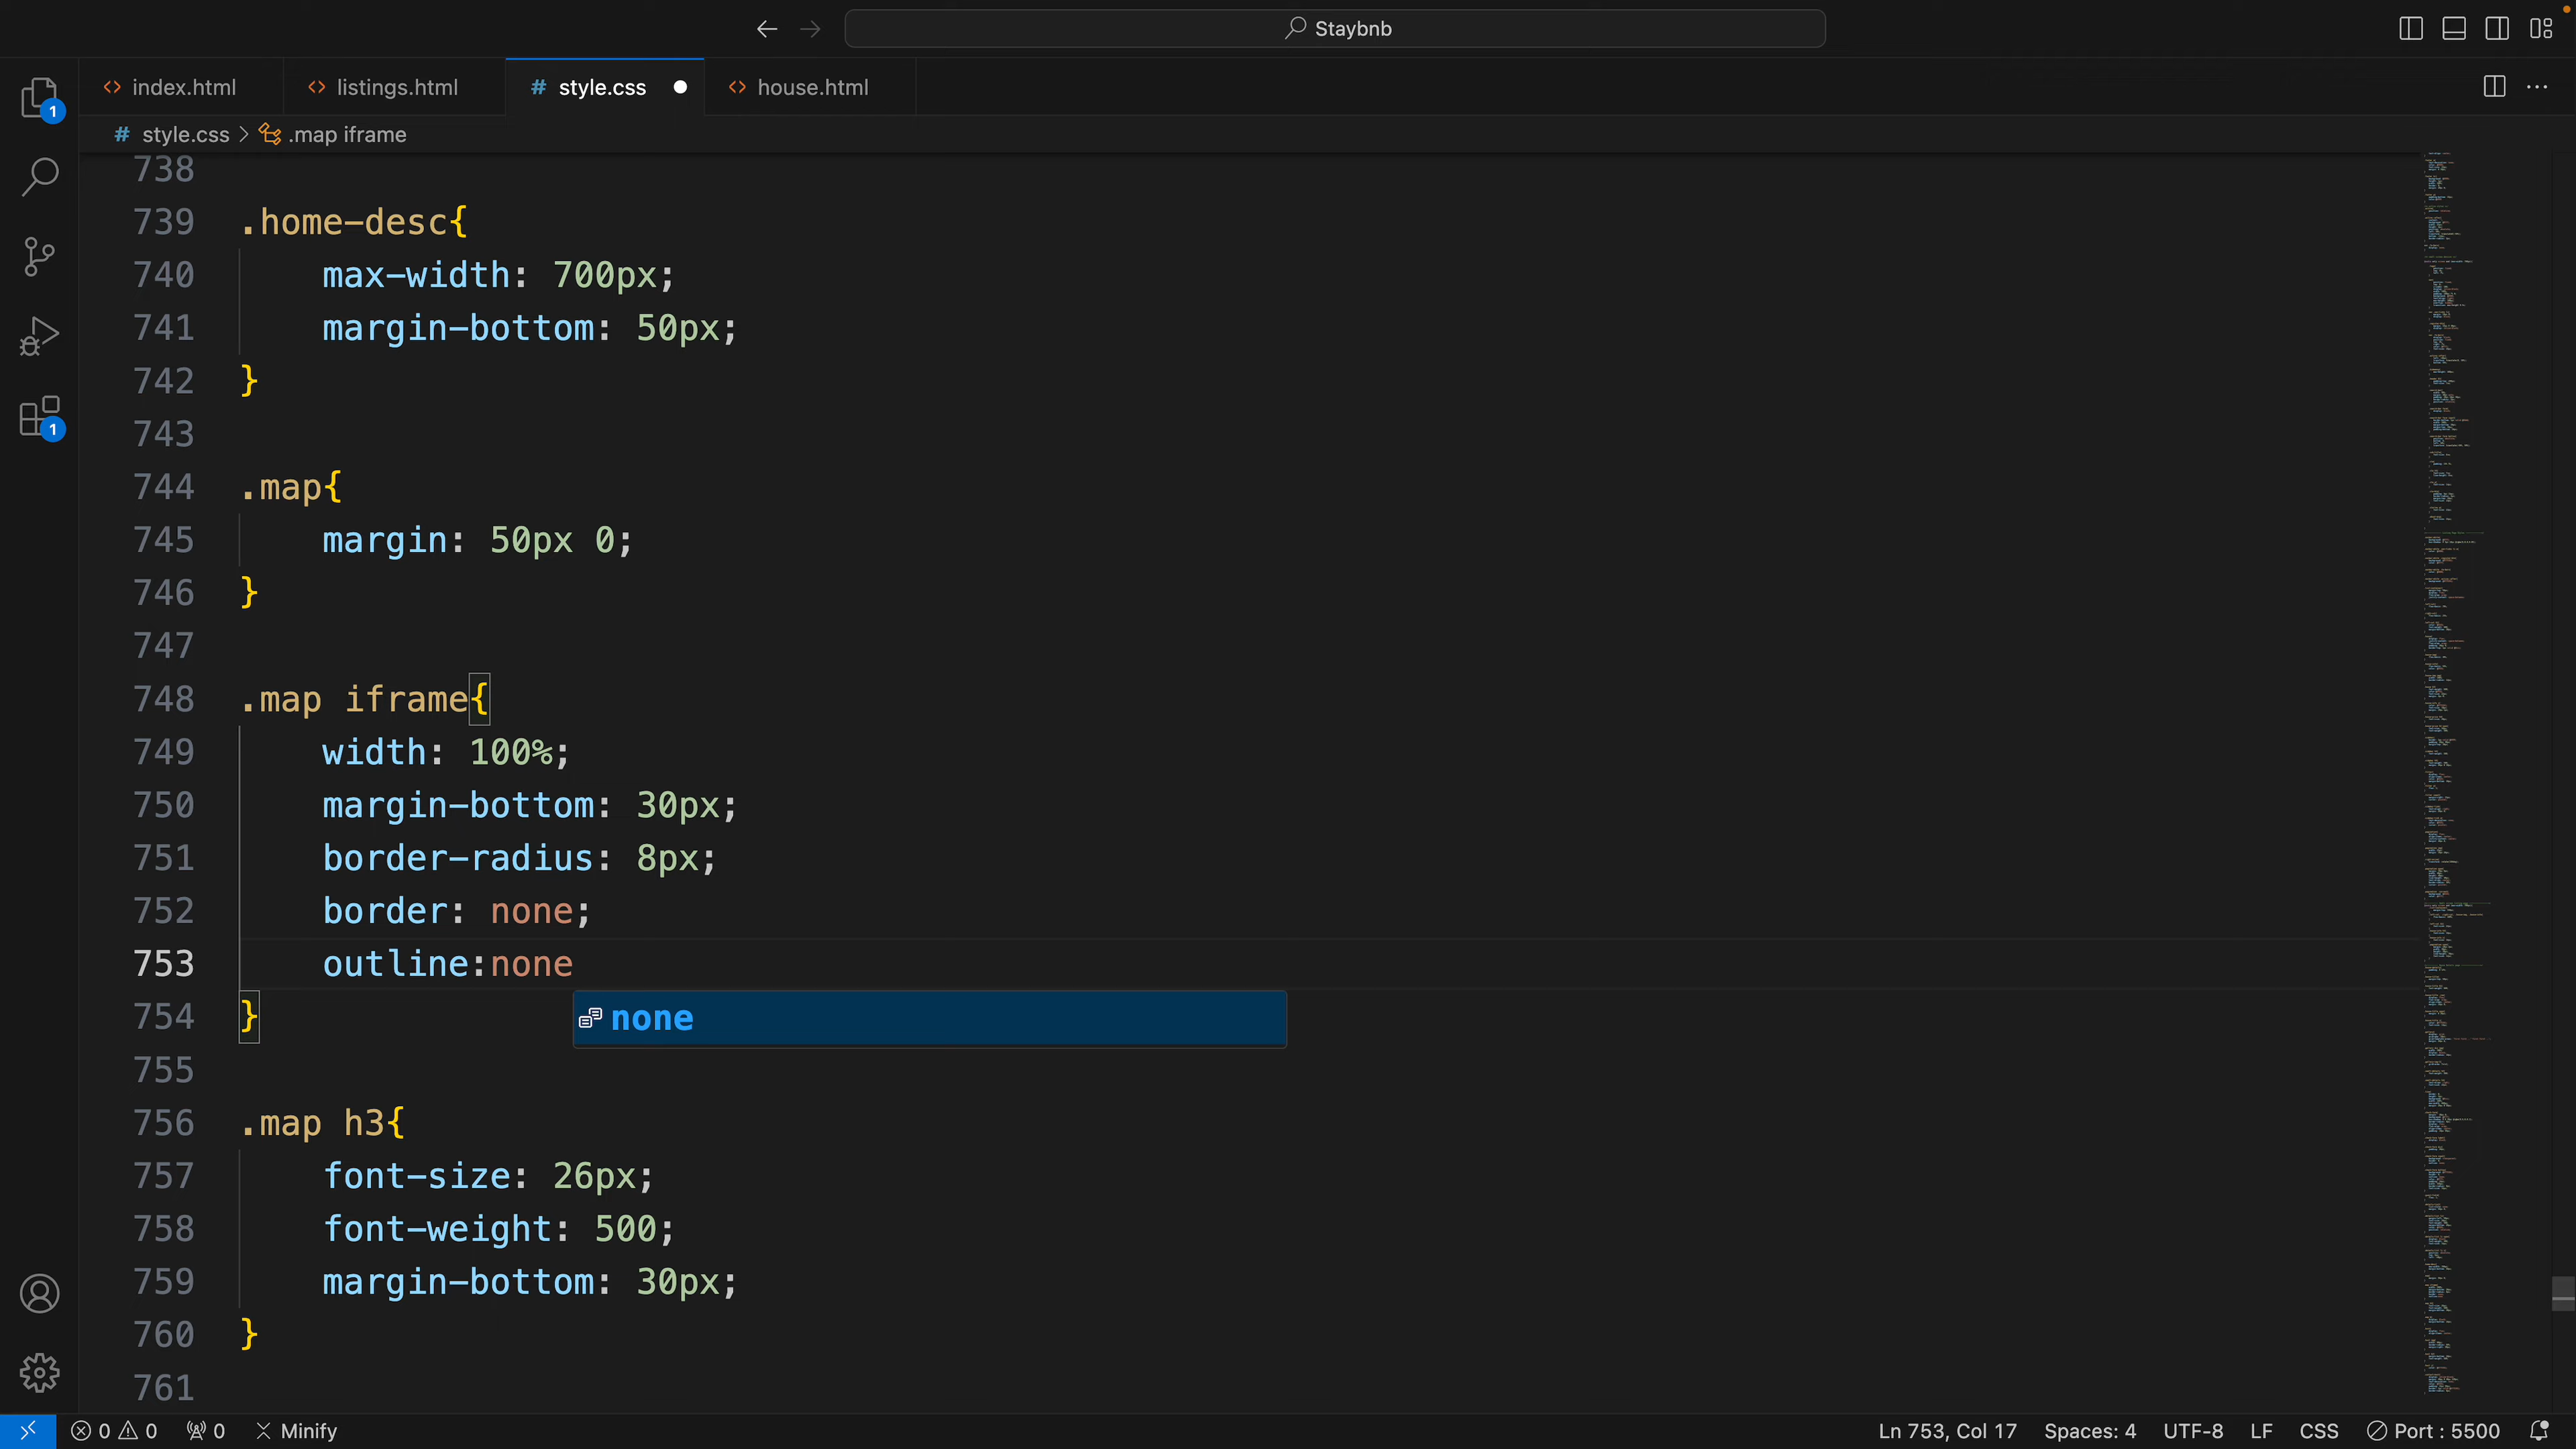 Staybnb
index.html
listings.html
style.css
house.html
style.css > .map iframe
1
1
738
739 .home-desc{
740 max-width: 700px;
741 margin-bottom: 50px;
742 }
743
744 .map{
745 margin: 50px 0;
746 }
747
748 .map iframe{
749 width: 100%;
750 margin-bottom: 30px;
751 border-radius: 8px;
752 border: none;
753 outline:none
754 }
none
755
756 .map h3{
757 font-size: 26px;
758 font-weight: 500;
759 margin-bottom: 30px;
760 }
761
0 0 0 Minify Ln 753, Col 17 Spaces: 4 UTF-8 LF CSS Port : 5500